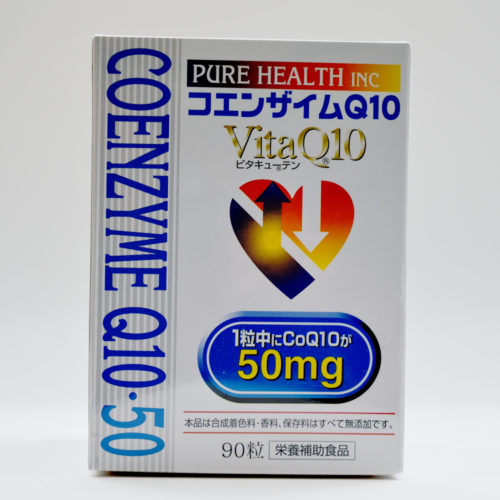 COENZYME Q10·50
PURE HEALTH INC
コエンザイムQ10
VitaQ10®
ビタキューテン
1粒中にCoQ10が
50mg
本品は合成着色料・香料、保存料はすべて無添加です。
90粒 栄養補助食品